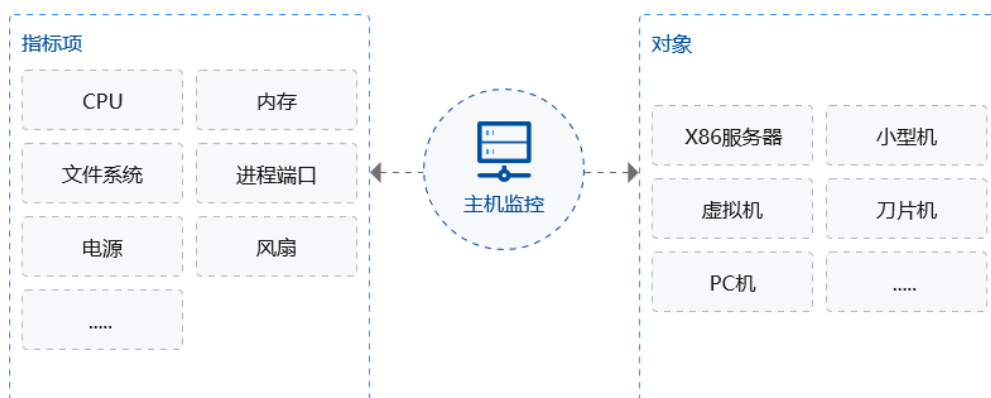 指标项
CPU
内存
文件系统
进程端口
电源
风扇
.....
主机监控
对象
X86服务器
小型机
虚拟机
刀片机
PC机
.....